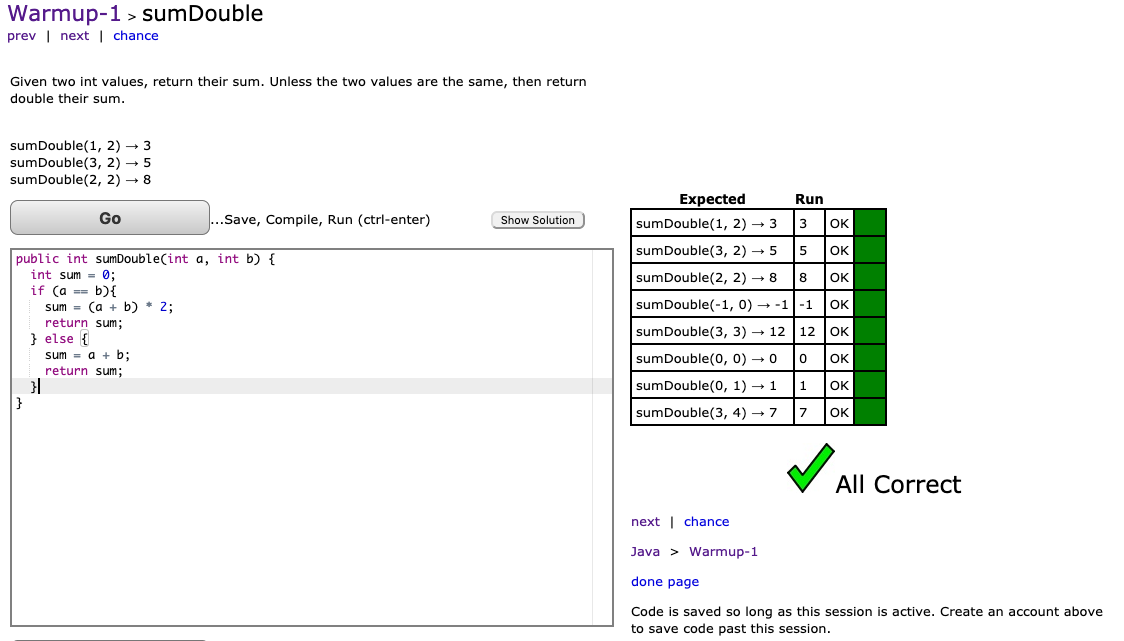 Warmup-1 > sumDouble
prev | next | chance
Given two int values, return their sum. Unless the two values are the same, then return
double their sum.
sumDouble(1, 2) → 3
sumDouble(3, 2) → 5
sumDouble(2, 2) → 8
Go
...Save, Compile, Run (ctrl-enter)
Show Solution
public int sumDouble(int a, int b) {
  int sum = 0;
  if (a == b){
    sum = (a + b) * 2;
    return sum;
  } else {
    sum = a + b;
    return sum;
  }
}
Expected Run
sumDouble(1, 2) → 3 3 OK
sumDouble(3, 2) → 5 5 OK
sumDouble(2, 2) → 8 8 OK
sumDouble(-1, 0) → -1 -1 OK
sumDouble(3, 3) → 12 12 OK
sumDouble(0, 0) → 0 0 OK
sumDouble(0, 1) → 1 1 OK
sumDouble(3, 4) → 7 7 OK
All Correct
next | chance
Java > Warmup-1
done page
Code is saved so long as this session is active. Create an account above
to save code past this session.